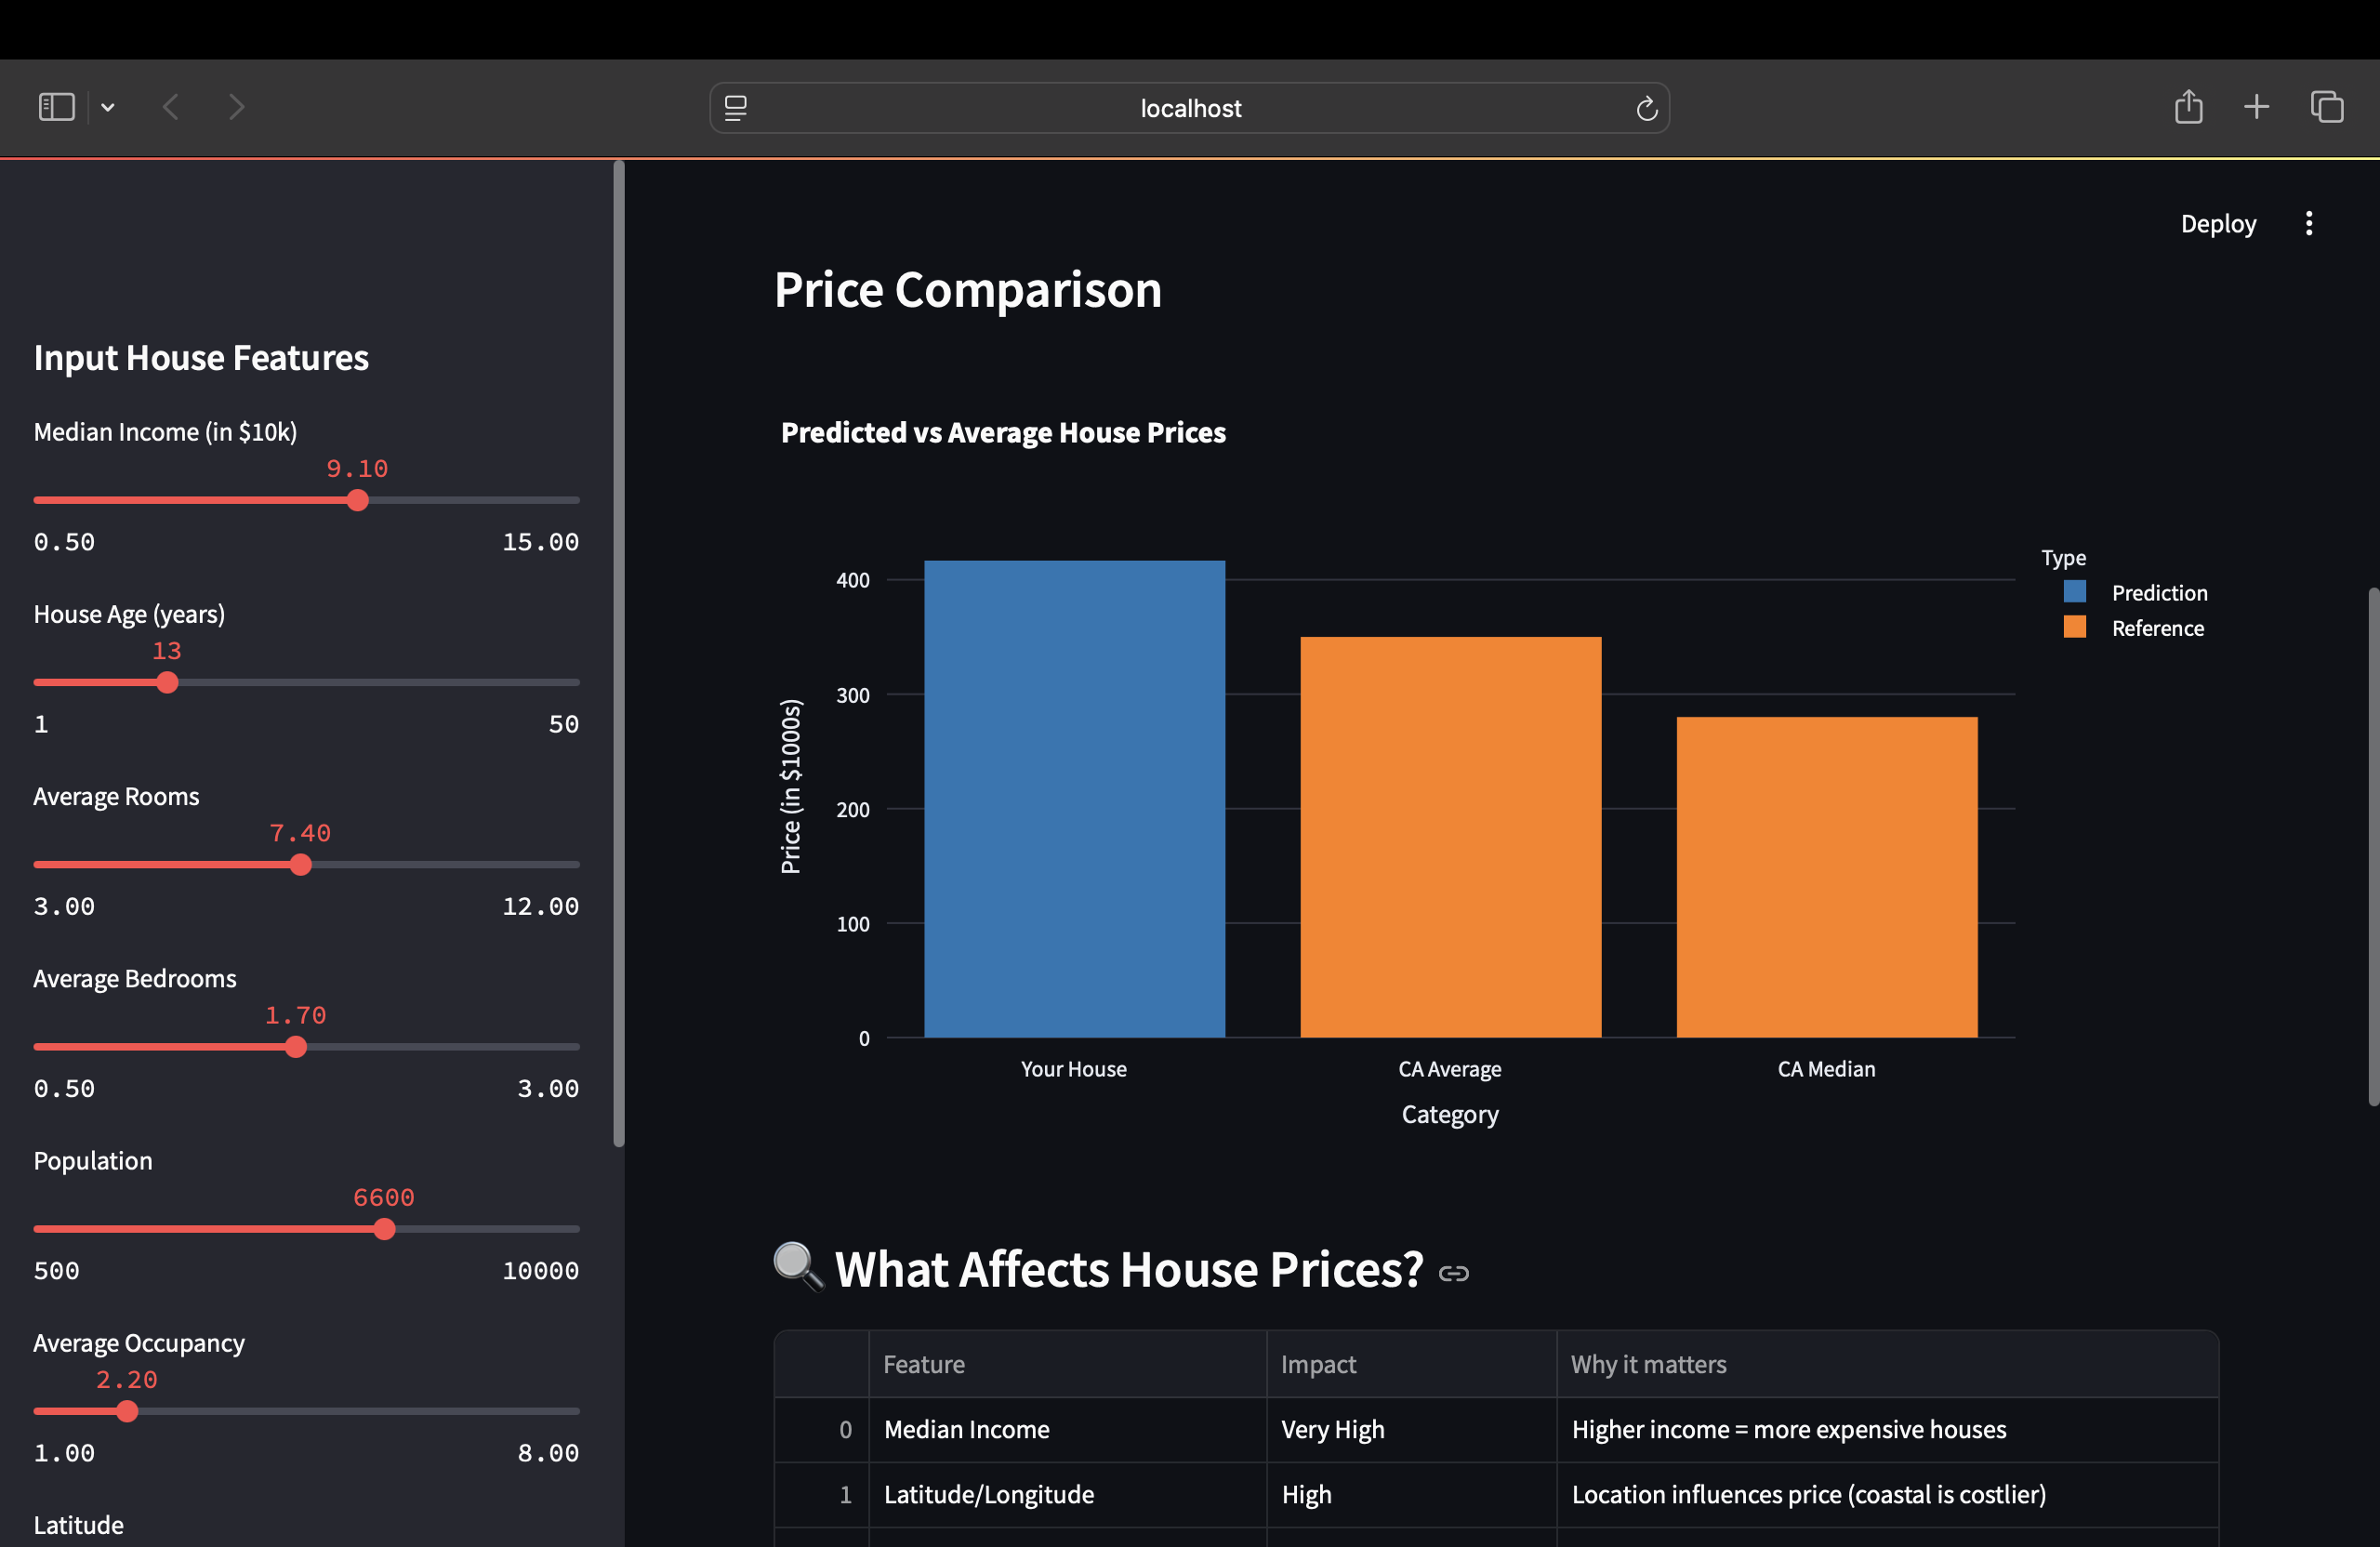 localhost
Deploy
Input House Features
Median Income (in $10k)
9.10
0.50 15.00
House Age (years)
13
1 50
Average Rooms
7.40
3.00 12.00
Average Bedrooms
1.70
0.50 3.00
Population
6600
500 10000
Average Occupancy
2.20
1.00 8.00
Latitude
Price Comparison
Predicted vs Average House Prices
Price (in $1000s)
400
300
200
100
0
Your House CA Average CA Median
Category
Type
Prediction
Reference
What Affects House Prices?
Feature Impact Why it matters
0 Median Income Very High Higher income = more expensive houses
1 Latitude/Longitude High Location influences price (coastal is costlier)